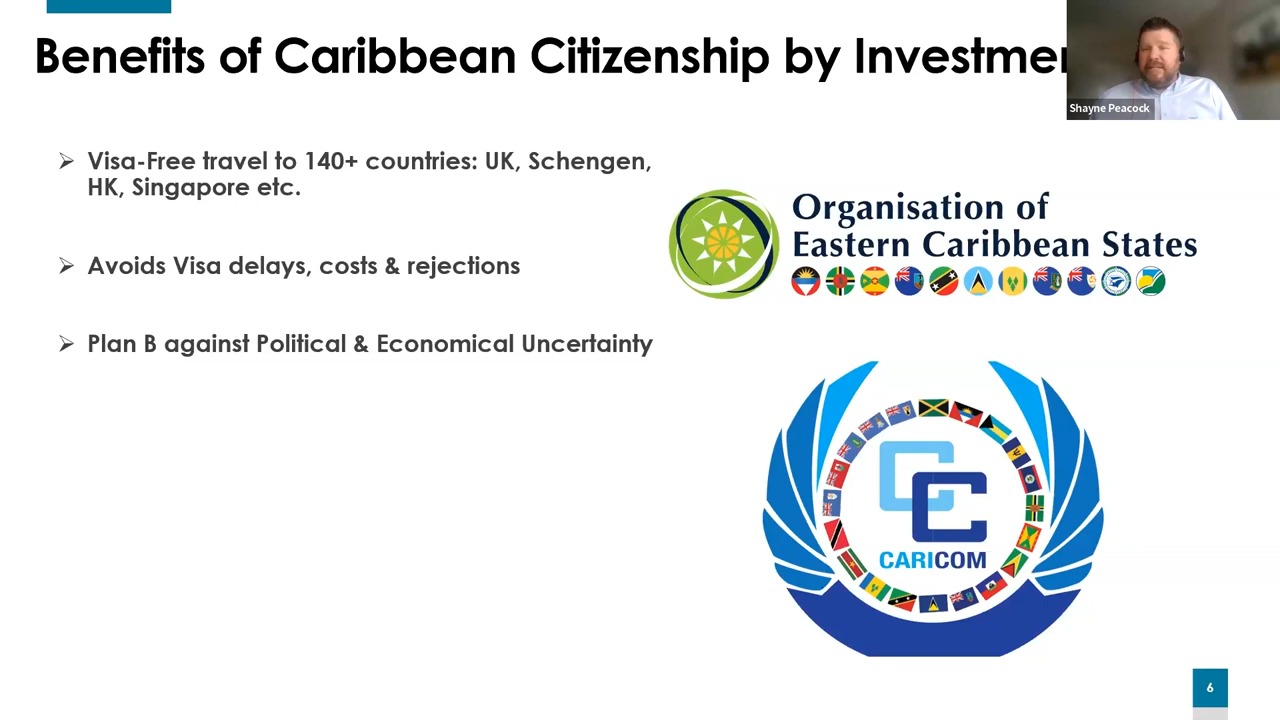 Benefits of Caribbean Citizenship by Investmen
Shayne Peacock
Visa-Free travel to 140+ countries: UK, Schengen,
HK, Singapore etc.
Avoids Visa delays, costs & rejections
Plan B against Political & Economical Uncertainty
Organisation of
Eastern Caribbean States
CARICOM
6